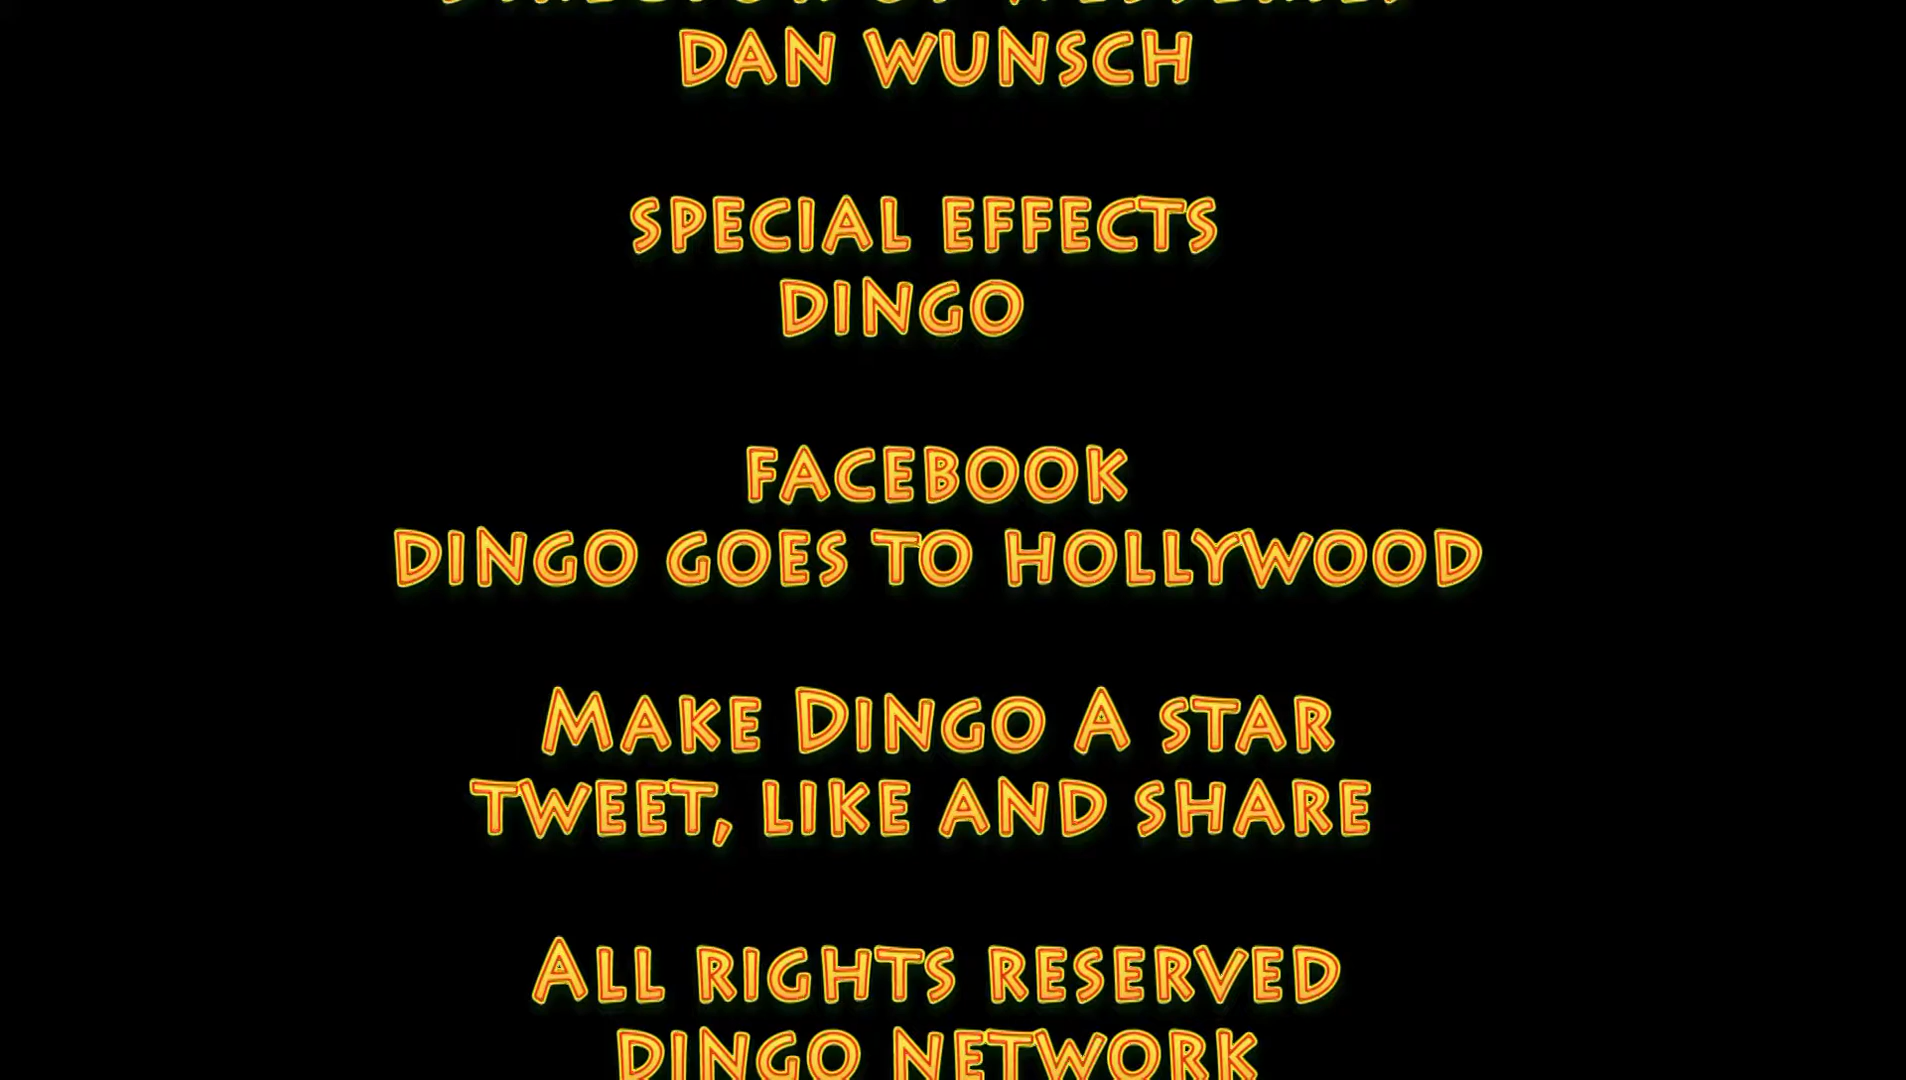 DAN WUNSCH
SPECIAL EFFECTS
DINGO
FACEBOOK
DINGO GOES TO HOLLYWOOD
MAKE DINGO A STAR
TWEET, LIKE AND SHARE
ALL RIGHTS RESERVED
DINGO NETWORK